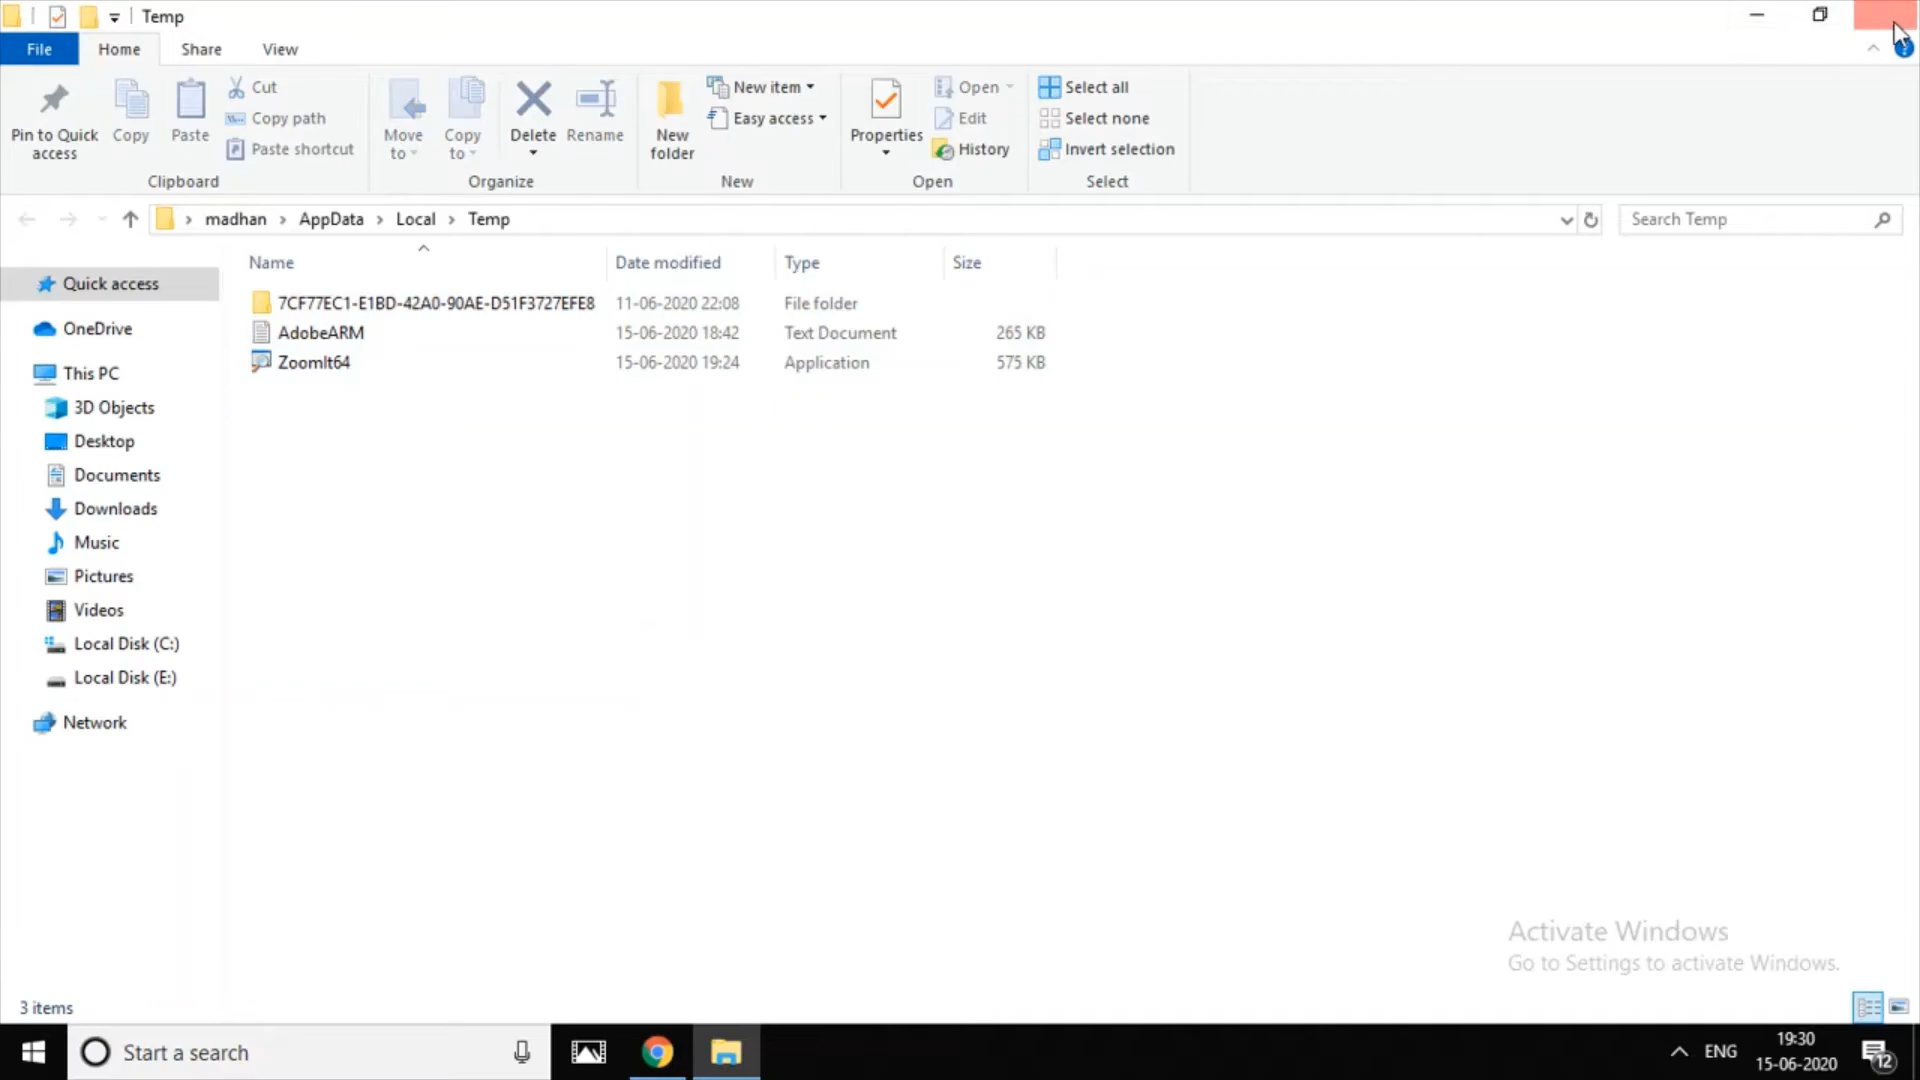 Temp
File Home Share View
Pin to Quick access
Copy
Paste
Cut
Copy path
Paste shortcut
Clipboard
Move to
Copy to
Delete
Rename
Organize
New folder
New item
Easy access
New
Properties
Open
Edit
History
Open
Select all
Select none
Invert selection
Select
madhan > AppData > Local > Temp
Search Temp
Name Date modified Type Size
7CF77EC1-E1BD-42A0-90AE-D51F3727EFE8 11-06-2020 22:08 File folder
AdobeARM 15-06-2020 18:42 Text Document 265 KB
ZoomIt64 15-06-2020 19:24 Application 575 KB
Quick access
OneDrive
This PC
3D Objects
Desktop
Documents
Downloads
Music
Pictures
Videos
Local Disk (C:)
Local Disk (E:)
Network
Activate Windows
Go to Settings to activate Windows.
3 items
Start a search
ENG
19:30
15-06-2020
12